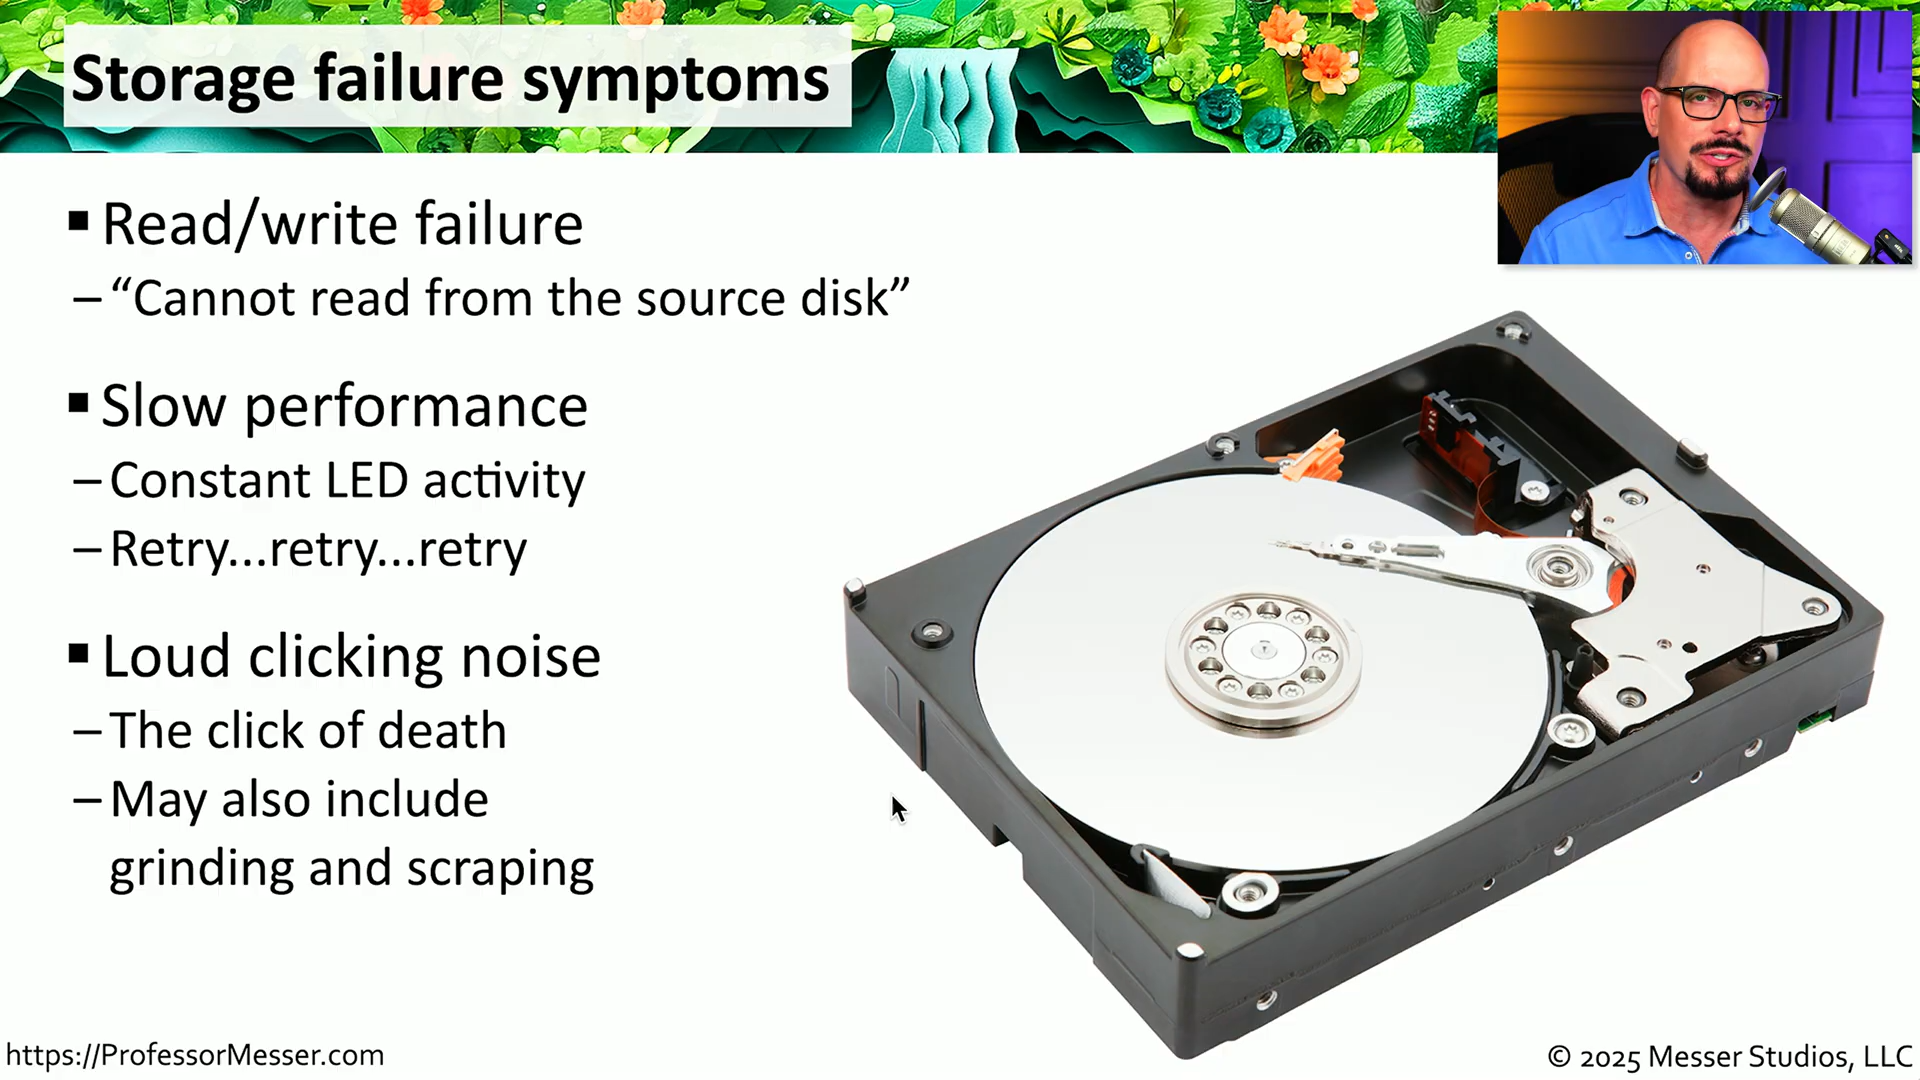 Storage failure symptoms
▪ Read/write failure
– “Cannot read from the source disk”
▪ Slow performance
– Constant LED activity
– Retry...retry...retry
▪ Loud clicking noise
– The click of death
– May also include
grinding and scraping
https://ProfessorMesser.com
© 2025 Messer Studios, LLC